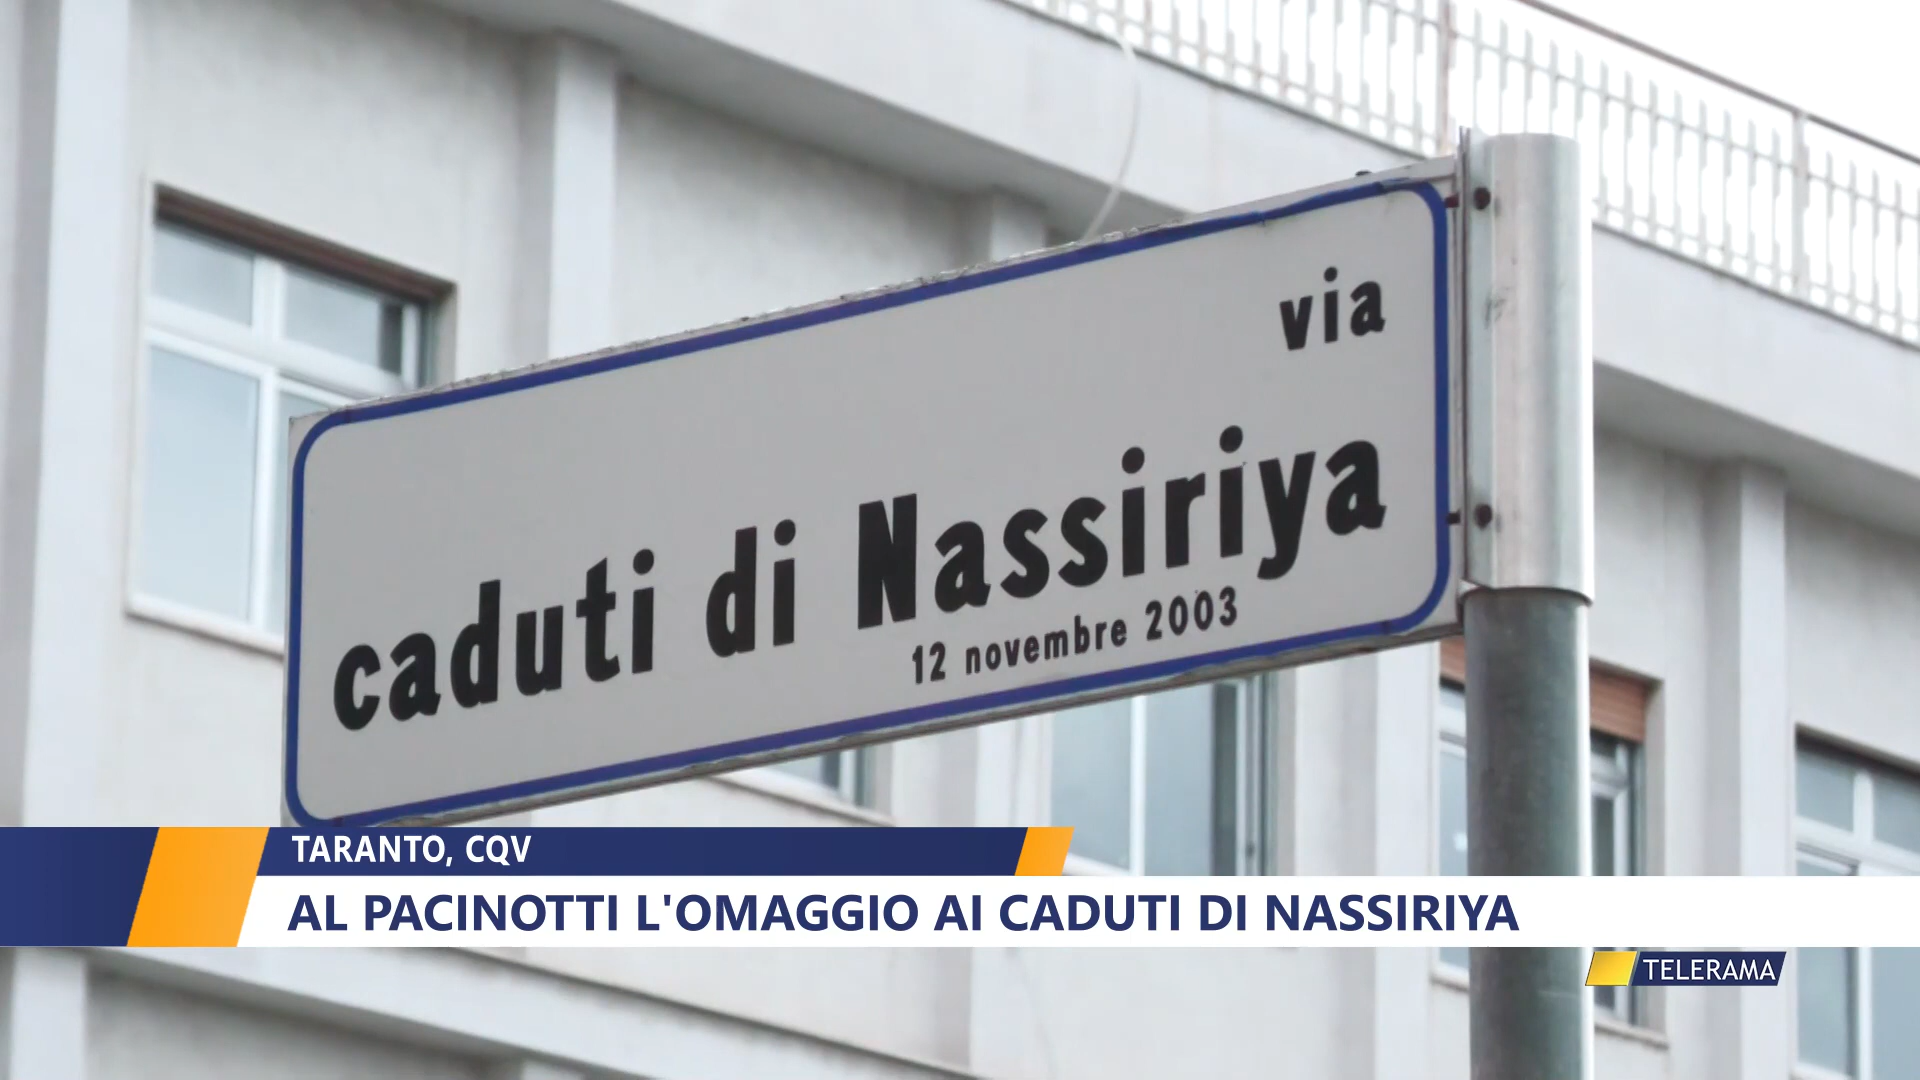 via
caduti di Nassiriya
12 novembre 2003
TARANTO, CQV
AL PACINOTTI L'OMAGGIO AI CADUTI DI NASSIRIYA
TELERAMA